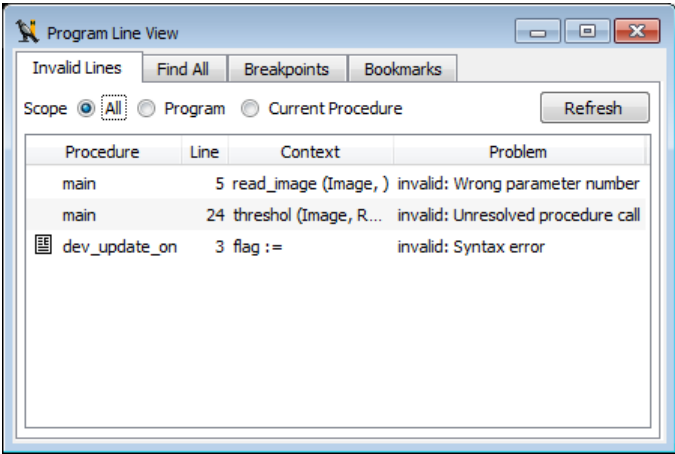 Program Line View
Invalid Lines Find All Breakpoints Bookmarks
Scope All Program Current Procedure Refresh
Procedure Line Context Problem
main 5 read_image (Image, ) invalid: Wrong parameter number
main 24 threshol (Image, R... invalid: Unresolved procedure call
dev_update_on 3 flag := invalid: Syntax error